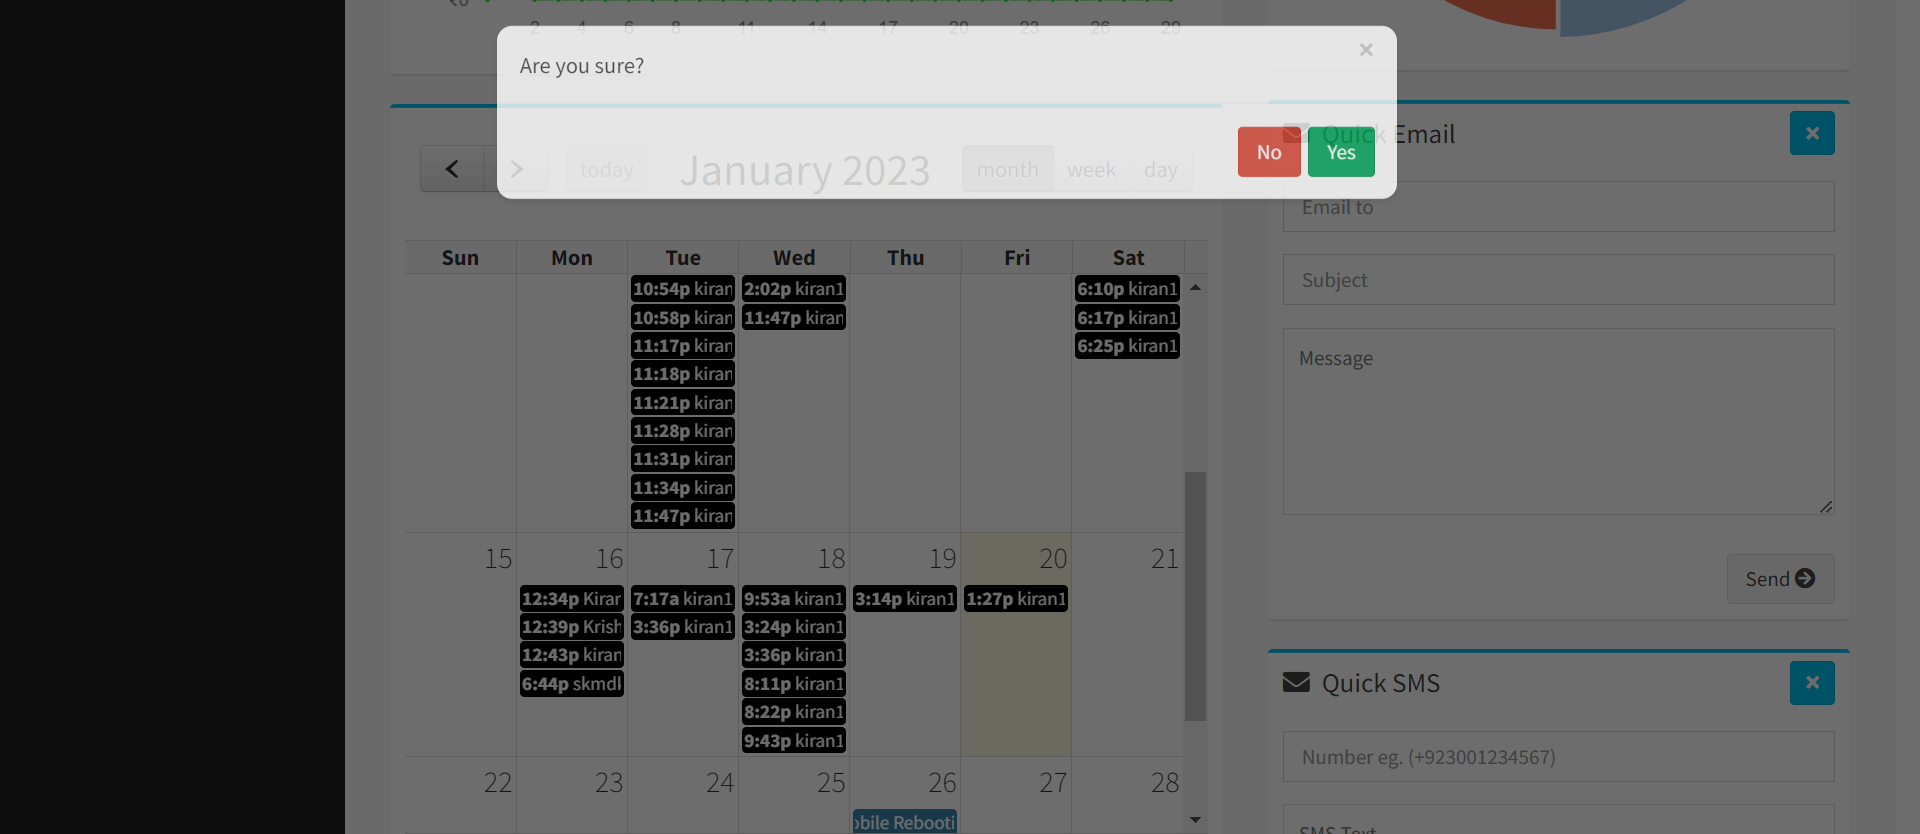 ₹0
2 4 6 8 11 14 17 20 23 26 29
Are you sure?
×
No Yes
today
January 2023
month week day
Sun Mon Tue Wed Thu Fri Sat
10:54p kiran
10:58p kiran
11:17p kiran
11:18p kiran
11:21p kiran
11:28p kiran
11:31p kiran
11:34p kiran
11:47p kiran
2:02p kiran1
11:47p kiran
6:10p kiran1
6:17p kiran1
6:25p kiran1
15 16 17 18 19 20 21
12:34p Kirar
12:39p Krish
12:43p kiran
6:44p skmd
7:17a kiran1
3:36p kiran1
9:53a kiran1
3:24p kiran1
3:36p kiran1
8:11p kiran1
8:22p kiran1
9:43p kiran1
3:14p kiran1
1:27p kiran1
22 23 24 25 26 27 28
obile Rebooti
Quick Email
Email to
Subject
Message
Send
Quick SMS
Number eg. (+923001234567)
SMS Text